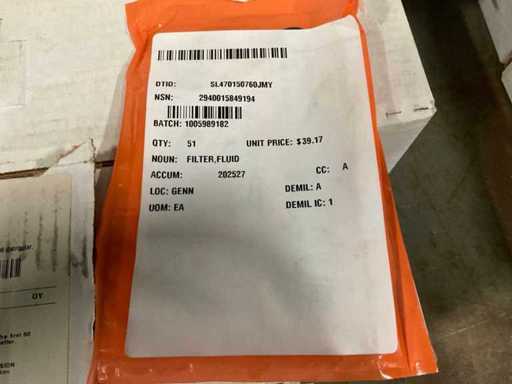 DTID: SL470150760JMY
NSN: 2940015849194
BATCH: 1005989182
QTY: 51 UNIT PRICE: $39.17
NOUN: FILTER,FLUID
ACCUM: 202527 CC: A
LOC: GENN DEMIL: A
UOM: EA DEMIL IC: 1
OY